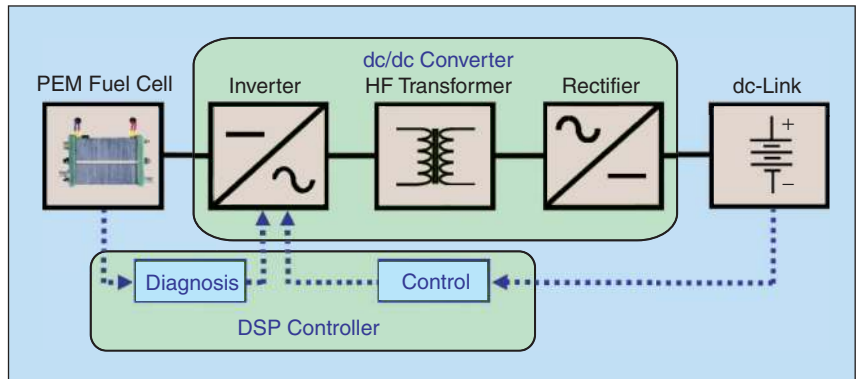 dc/dc Converter
PEM Fuel Cell
Inverter
HF Transformer
Rectifier
dc-Link
+
−
Diagnosis
Control
DSP Controller